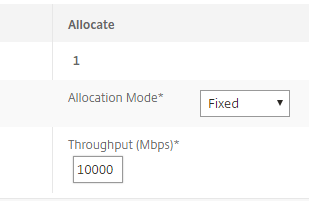 Allocate
1
Allocation Mode* Fixed
Throughput (Mbps)*
10000